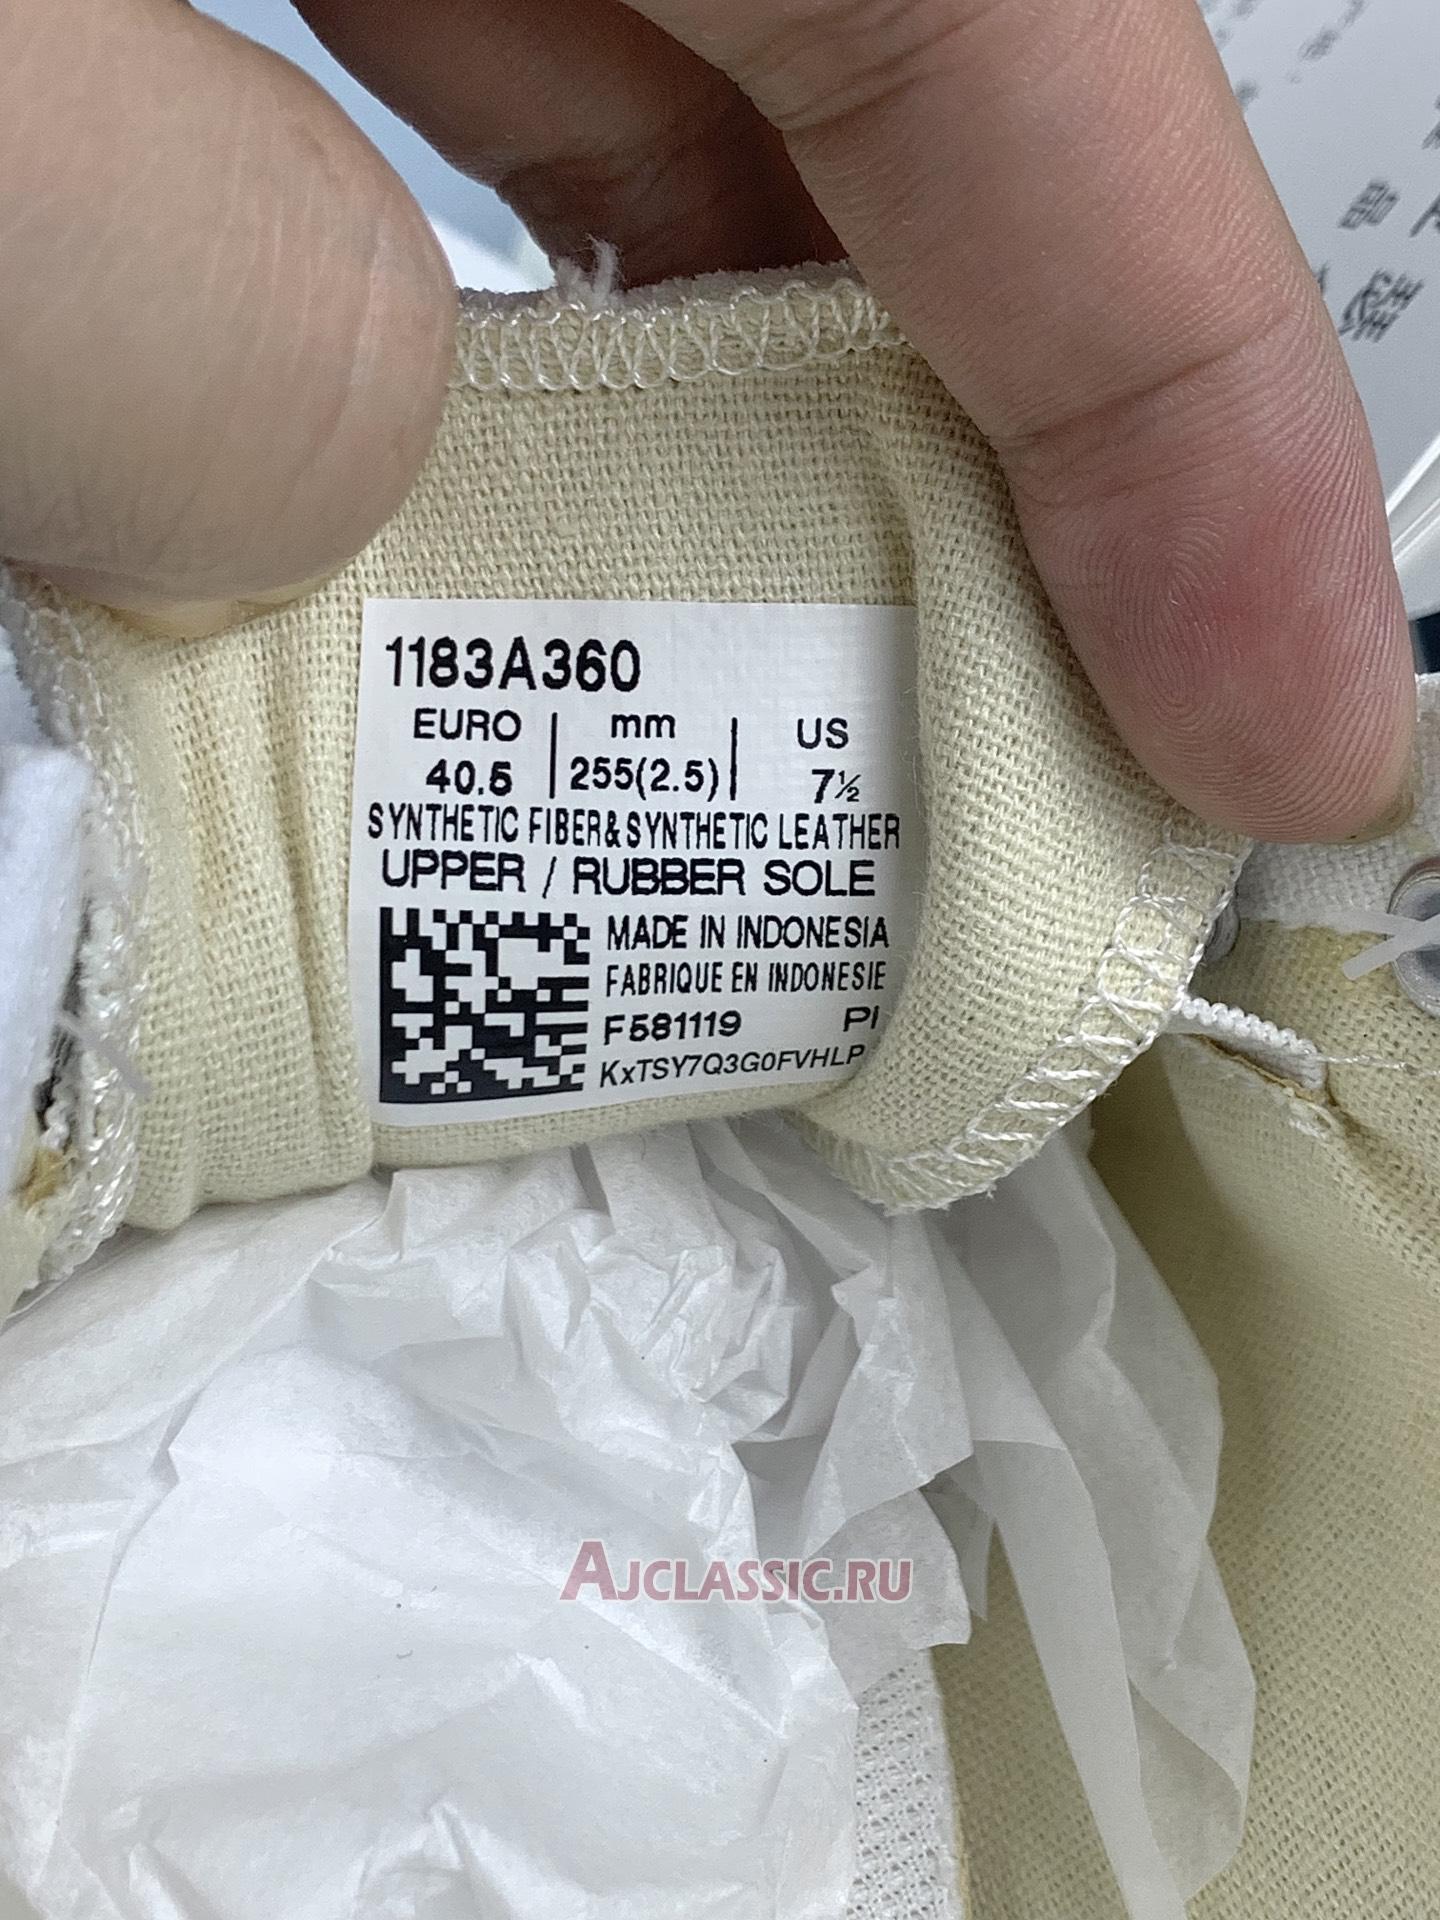 1183A360
EURO | mm | US
40.5 | 255(2.5) | 7½
SYNTHETIC FIBER&SYNTHETIC LEATHER
UPPER / RUBBER SOLE
MADE IN INDONESIA
FABRIQUE EN INDONESIE
F581119 PI
KxTSY7Q3G0FVHLP
AJCLASSIC.RU